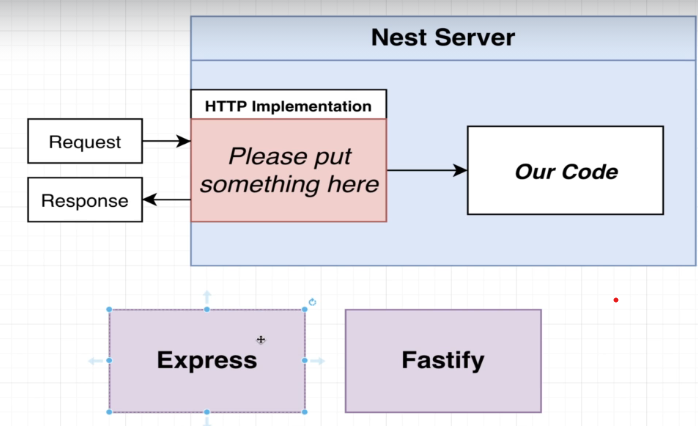 Nest Server
HTTP Implementation
Request
Please put
something here
Our Code
Response
Express
Fastify